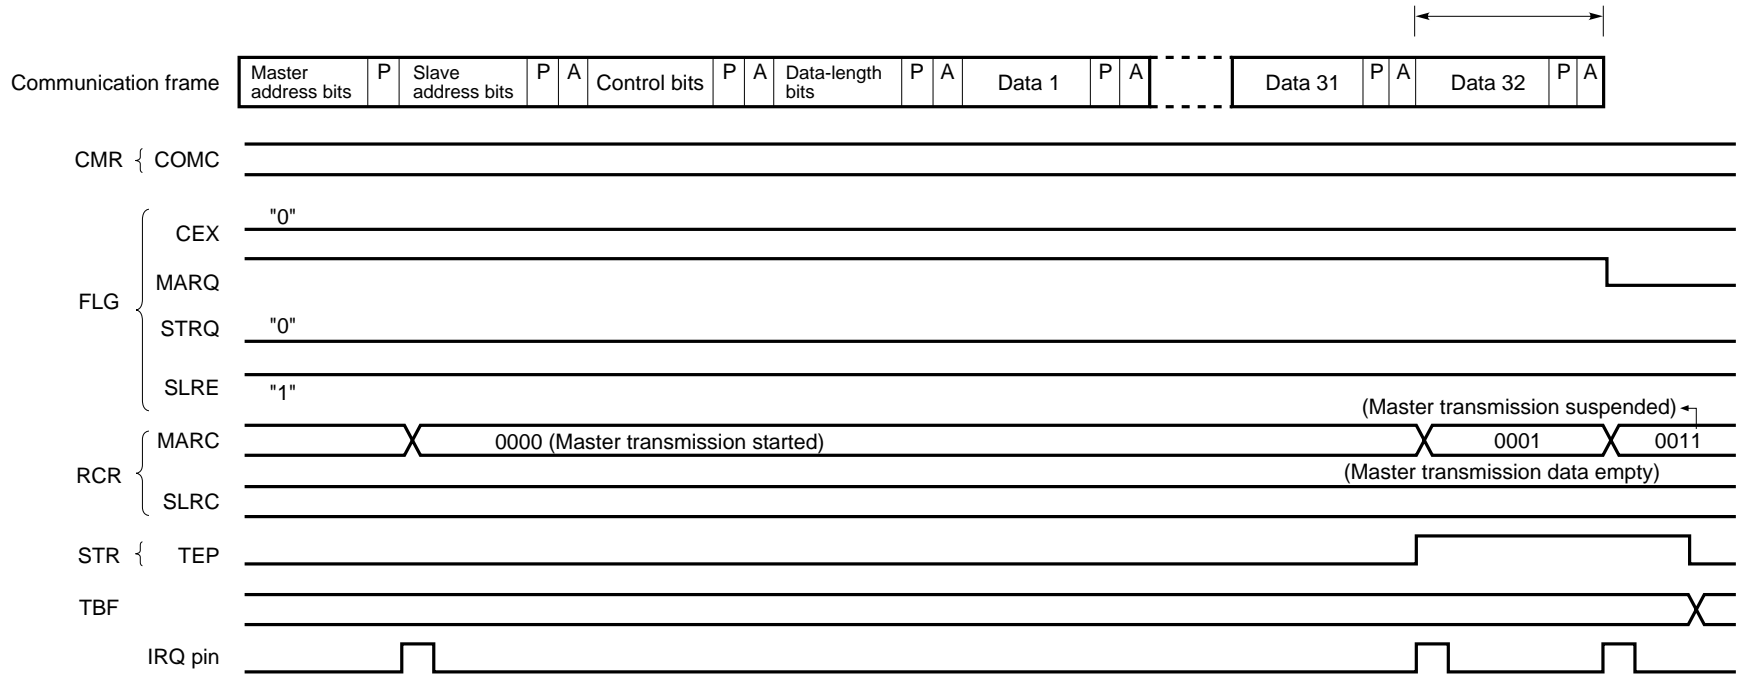 Communication frame
Master address bits P Slave address bits P A Control bits P A Data-length bits P A Data 1 P A Data 31 P A Data 32 P A
CMR { COMC
"0"
CEX
MARQ
FLG
"0"
STRQ
SLRE
"1"
(Master transmission suspended)
MARC 0000 (Master transmission started) 0001 0011
(Master transmission data empty)
RCR
SLRC
STR { TEP
TBF
IRQ pin